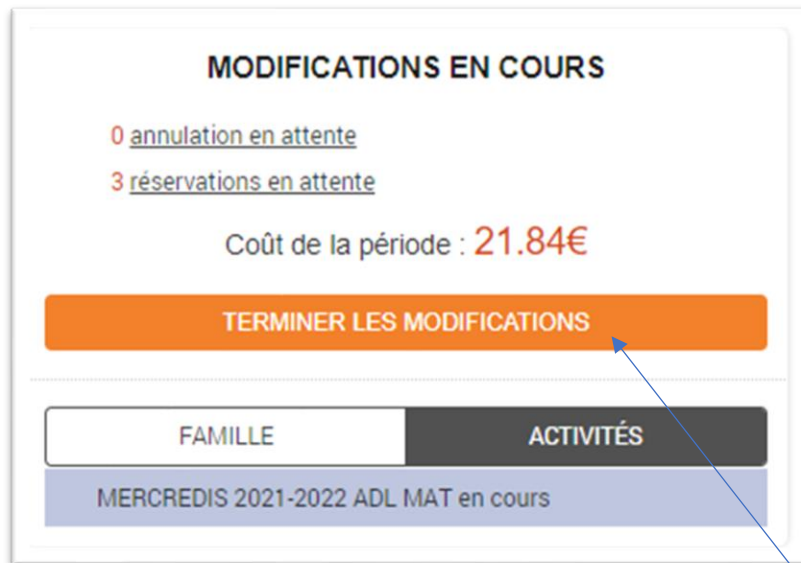 MODIFICATIONS EN COURS
0 annulation en attente
3 réservations en attente
Coût de la période : 21.84€
TERMINER LES MODIFICATIONS
FAMILLE
ACTIVITÉS
MERCREDIS 2021-2022 ADL MAT en cours